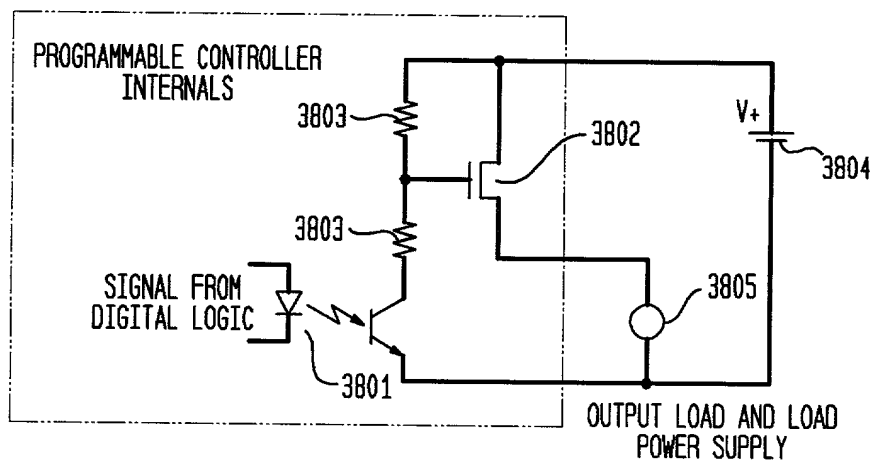 PROGRAMMABLE CONTROLLER
INTERNALS
3803
3802
V+
3804
3803
SIGNAL FROM
DIGITAL LOGIC
3805
3801
OUTPUT LOAD AND LOAD
POWER SUPPLY